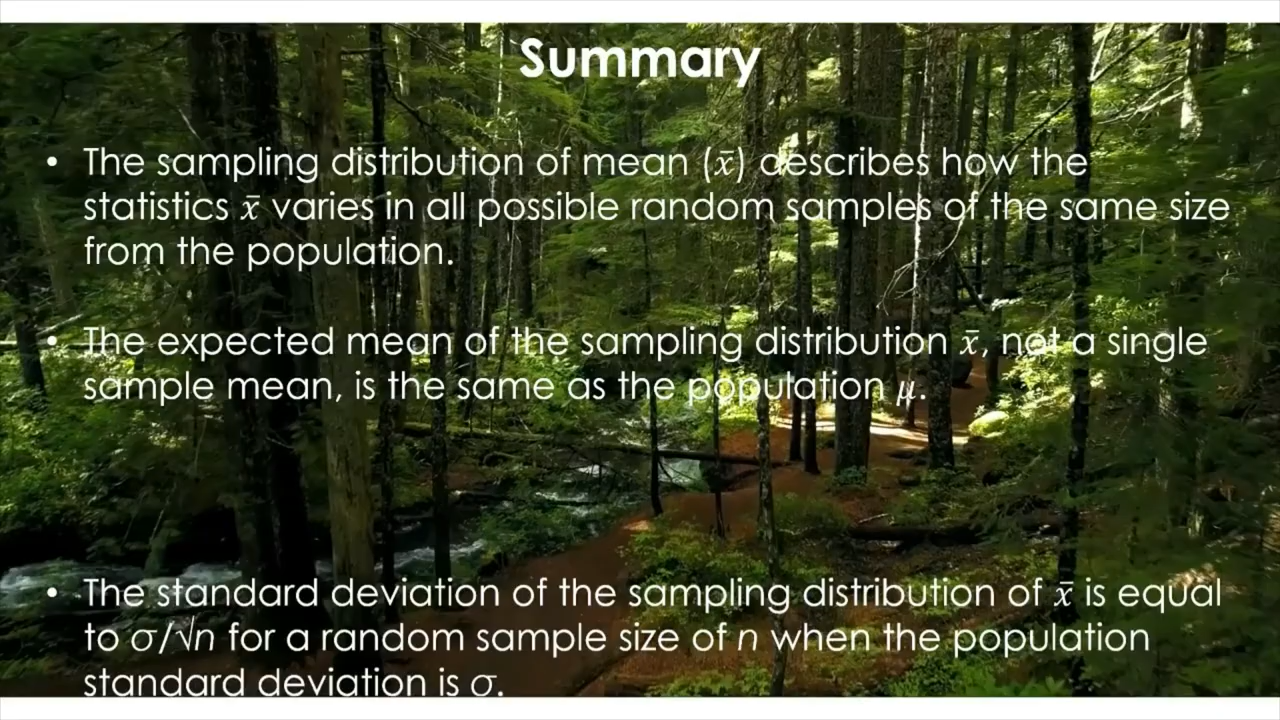 Summary
• The sampling distribution of mean (x̄) describes how the
statistics x̄ varies in all possible random samples of the same size
from the population.
• The expected mean of the sampling distribution x̄, not a single
sample mean, is the same as the population μ.
• The standard deviation of the sampling distribution of x̄ is equal
to σ/√n for a random sample size of n when the population
standard deviation is σ.